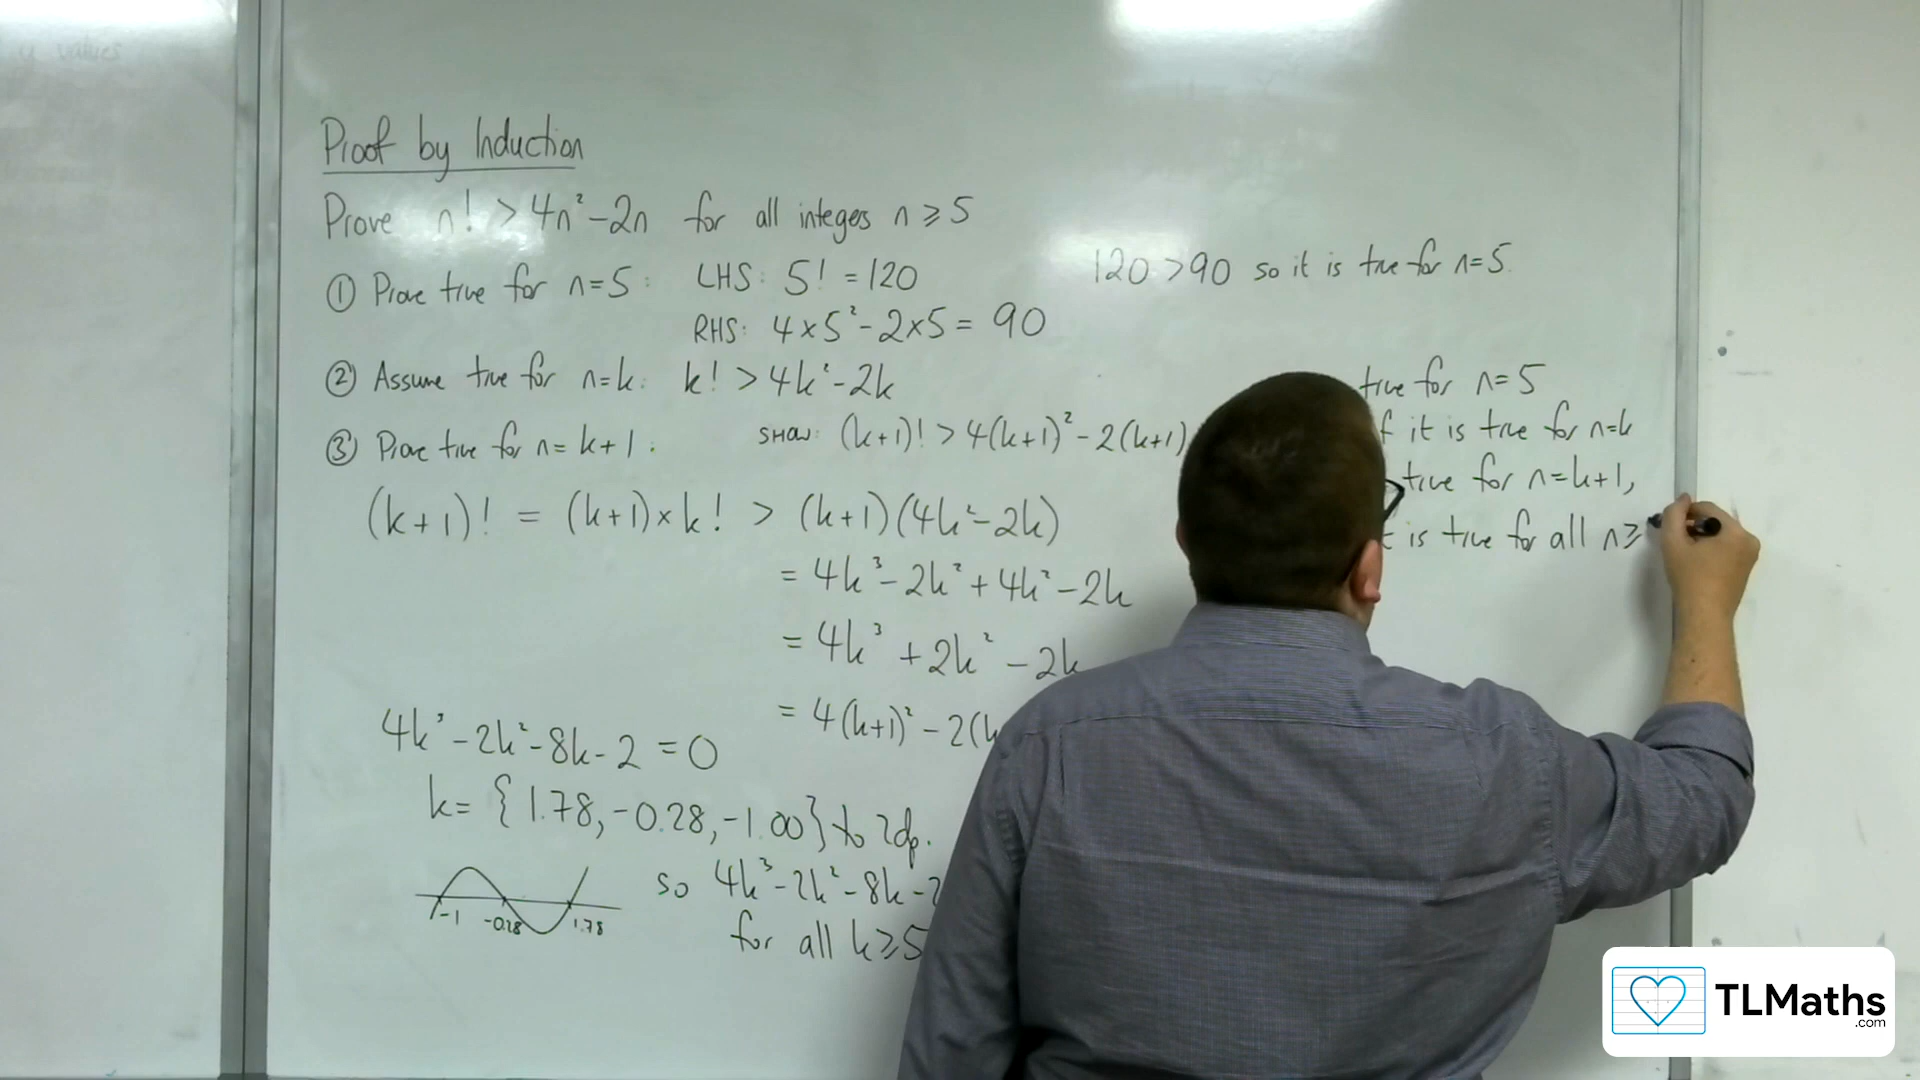 Proof by Induction
Prove n! > 4n² - 2n for all integers n ≥ 5
① Prove true for n=5: LHS: 5! = 120
RHS: 4×5² - 2×5 = 90
120 > 90 so it is true for n=5.
② Assume true for n=k: k! > 4k² - 2k
③ Prove true for n=k+1: SHOW: (k+1)! > 4(k+1)² - 2(k+1)
(k+1)! = (k+1)×k! > (k+1)(4k² - 2k)
= 4k³ - 2k² + 4k² - 2k
= 4k³ + 2k² - 2k
= 4(k+1)² - 2(k
4k³ - 2k² - 8k - 2 = 0
k = {1.78, -0.28, -1.00} to 2dp.
-1 -0.28 1.78
so 4k³ - 2k² - 8k - 2
for all k ≥ 5
true for n=5
f it is true for n=k
true for n=k+1,
is true for all n ≥
TLMaths
.com